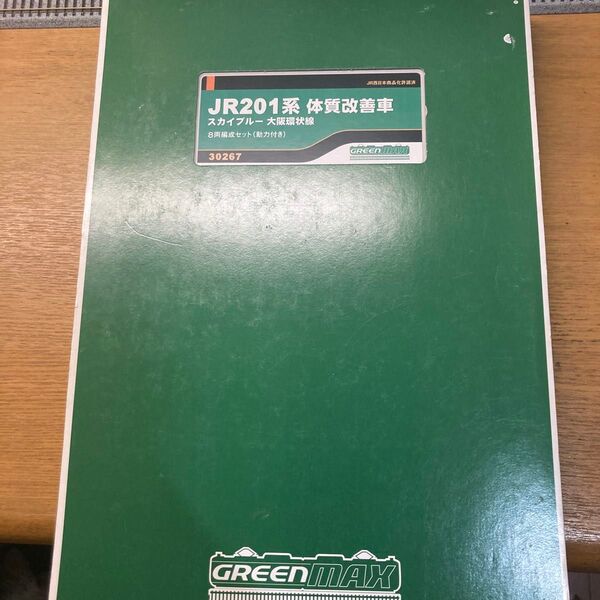 JR西日本商品化許諾済
JR201系 体質改善車
スカイブルー 大阪環状線
8両編成セット(動力付き)
30267
GREENMAX
GREENMAX